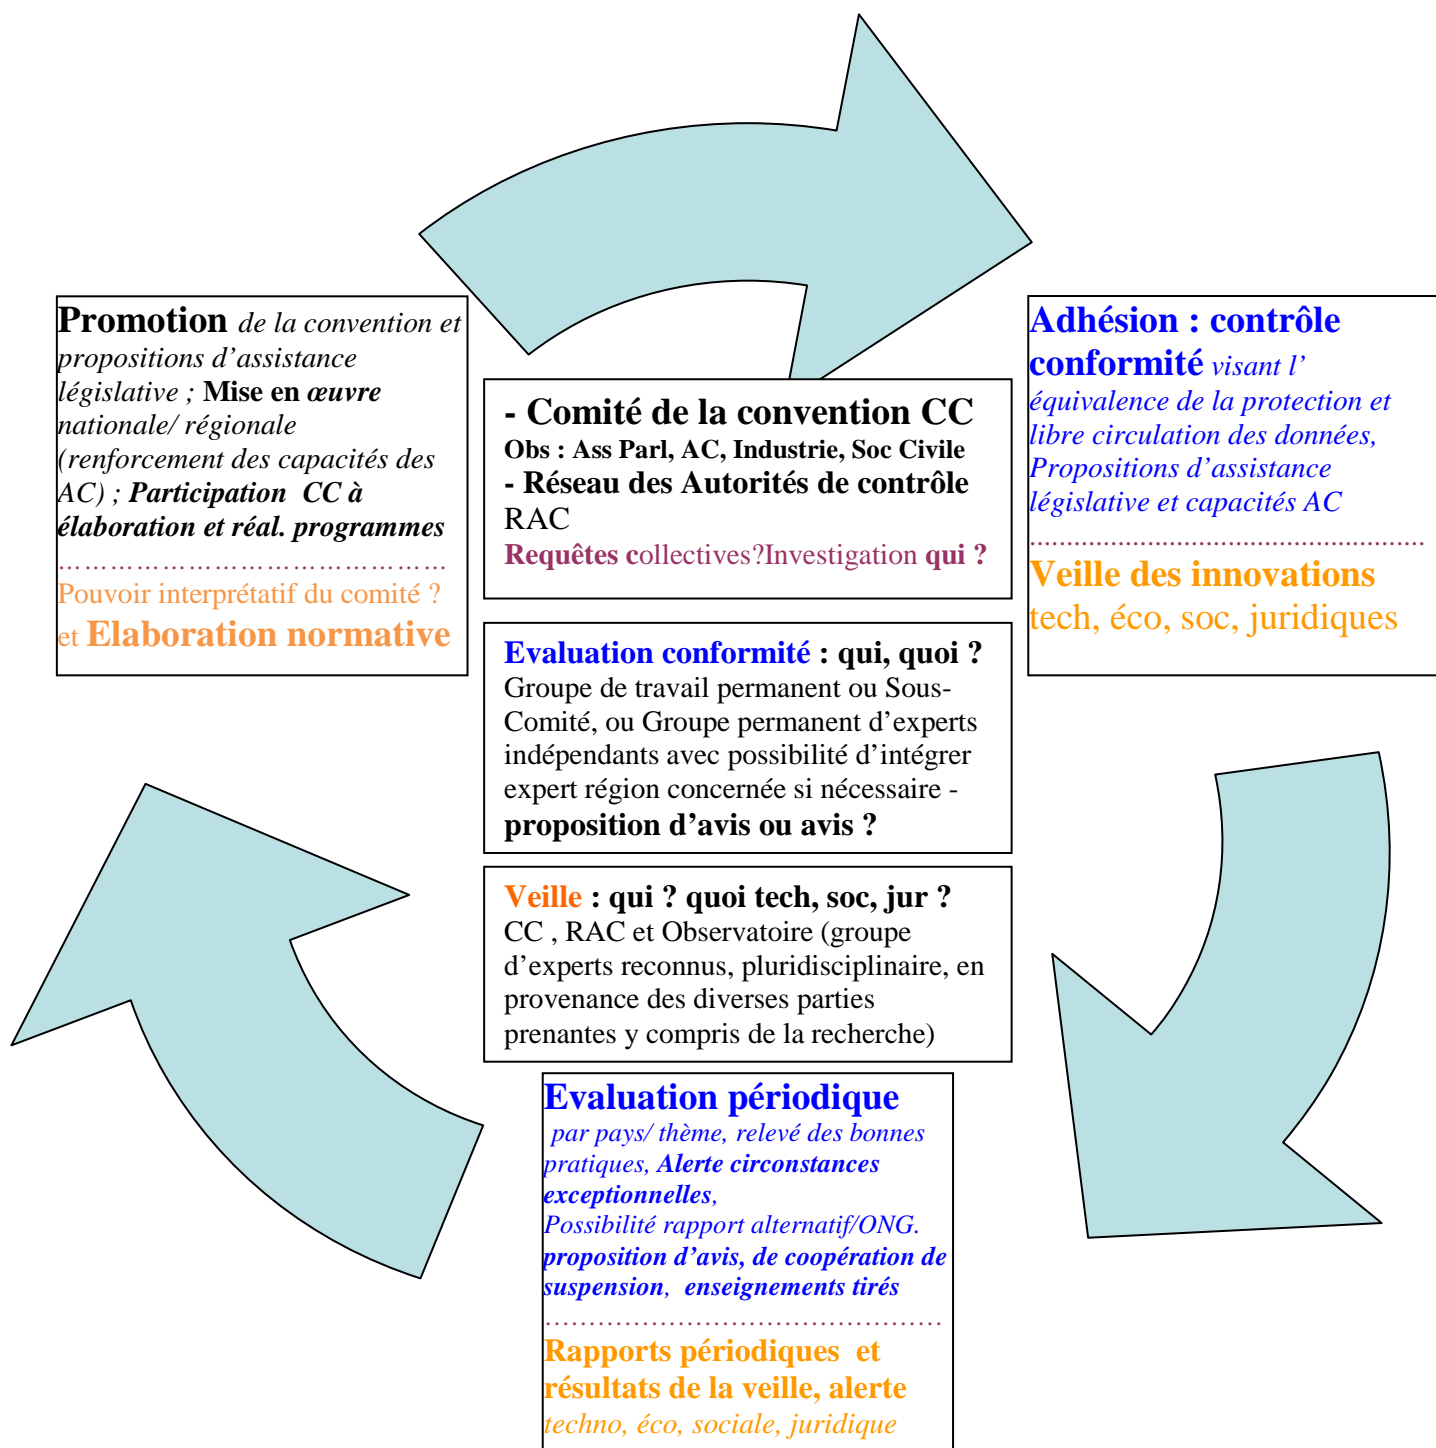 Promotion de la convention et
propositions d’assistance
législative ; Mise en œuvre
nationale/ régionale
(renforcement des capacités des
AC) ; Participation CC à
élaboration et réal. programmes
………………………………………
Pouvoir interprétatif du comité ?
et Elaboration normative
- Comité de la convention CC
Obs : Ass Parl, AC, Industrie, Soc Civile
- Réseau des Autorités de contrôle
RAC
Requêtes collectives?Investigation qui ?
Adhésion : contrôle
conformité visant l’
équivalence de la protection et
libre circulation des données,
Propositions d’assistance
législative et capacités AC
.....................................................
Veille des innovations
tech, éco, soc, juridiques
Evaluation conformité : qui, quoi ?
Groupe de travail permanent ou Sous-
Comité, ou Groupe permanent d’experts
indépendants avec possibilité d’intégrer
expert région concernée si nécessaire -
proposition d’avis ou avis ?
Veille : qui ? quoi tech, soc, jur ?
CC , RAC et Observatoire (groupe
d’experts reconnus, pluridisciplinaire, en
provenance des diverses parties
prenantes y compris de la recherche)
Evaluation périodique
par pays/ thème, relevé des bonnes
pratiques, Alerte circonstances
exceptionnelles,
Possibilité rapport alternatif/ONG.
proposition d’avis, de coopération de
suspension, enseignements tirés
………………………………………
Rapports périodiques et
résultats de la veille, alerte
techno, éco, sociale, juridique